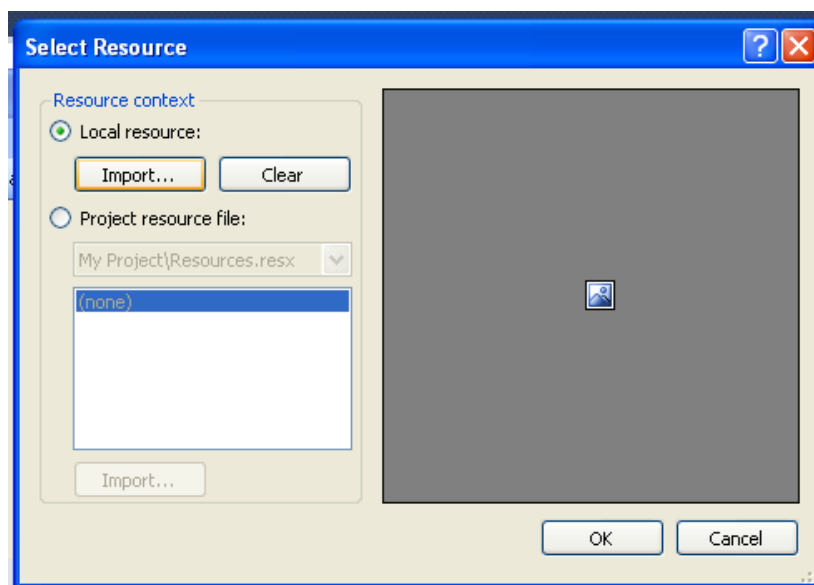 Select Resource
Resource context
Local resource:
Import... Clear
Project resource file:
My Project\Resources.resx
(none)
Import...
OK Cancel